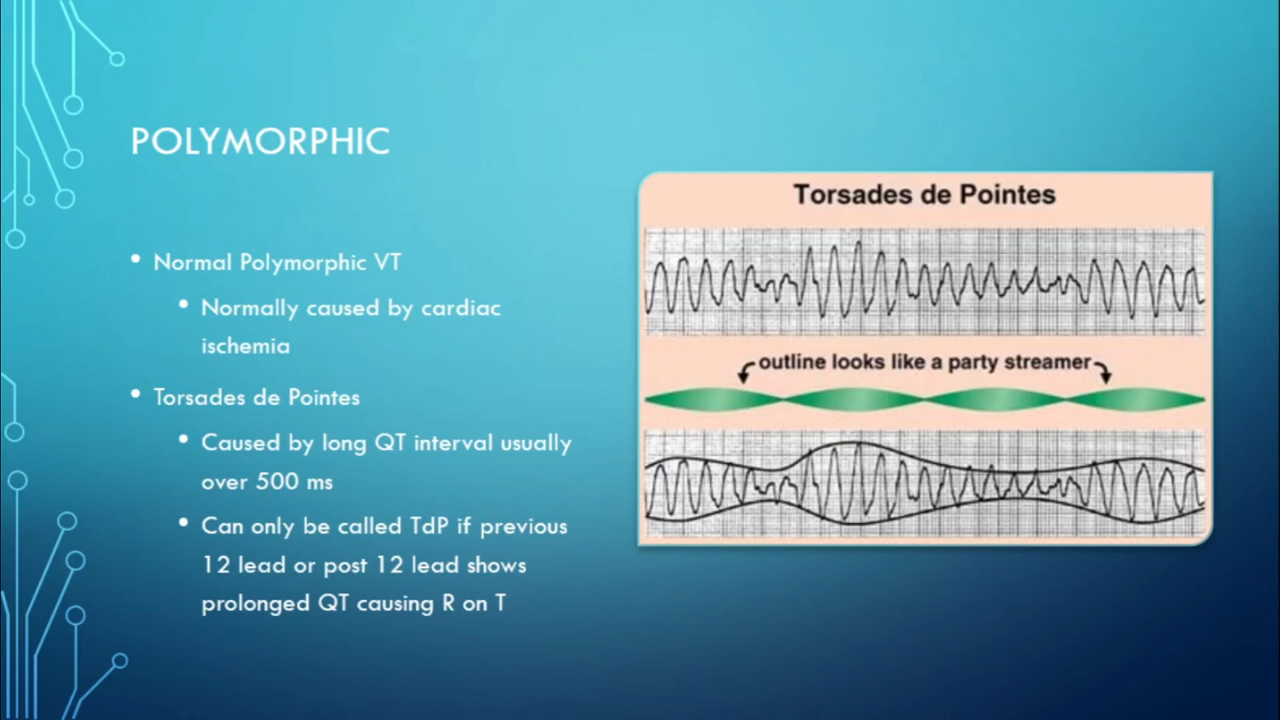 POLYMORPHIC
• Normal Polymorphic VT
• Normally caused by cardiac
ischemia
• Torsades de Pointes
• Caused by long QT interval usually
over 500 ms
• Can only be called TdP if previous
12 lead or post 12 lead shows
prolonged QT causing R on T
Torsades de Pointes
outline looks like a party streamer